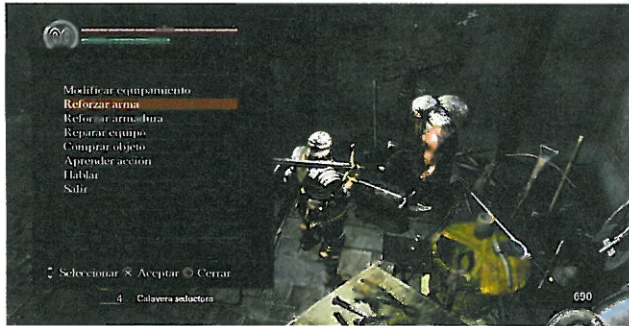 Modificar equipamiento
Reforzar arma
Reforzar armadura
Reparar equipo
Comprar objeto
Aprender acción
Hablar
Salir
Seleccionar Aceptar Cerrar
4 Calavera seductora
690